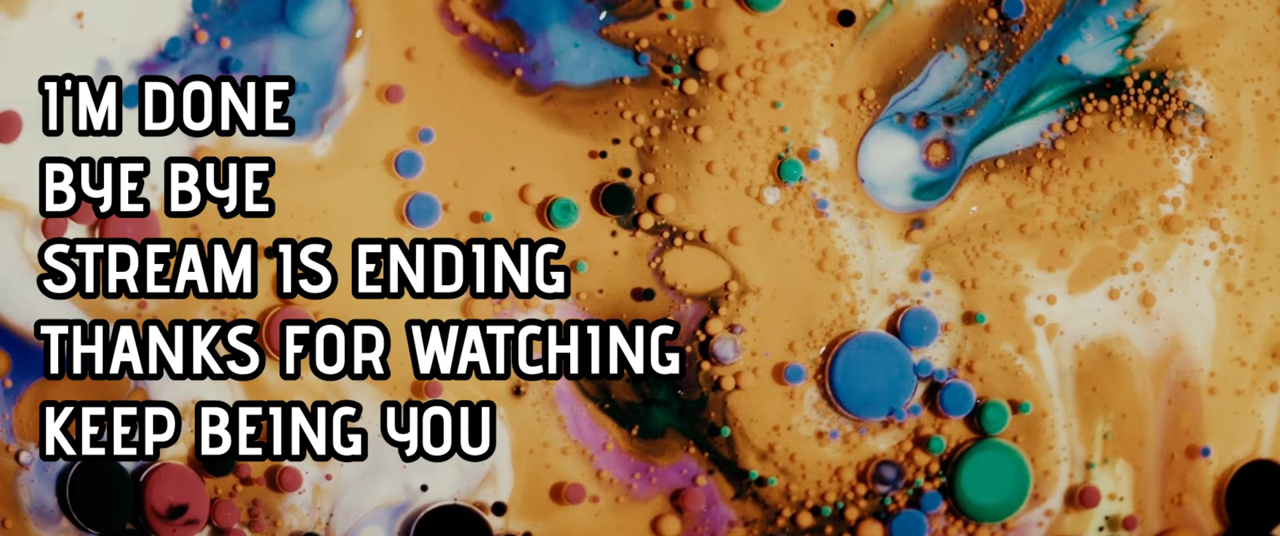 I'M DONE
BYE BYE
STREAM IS ENDING
THANKS FOR WATCHING
KEEP BEING YOU